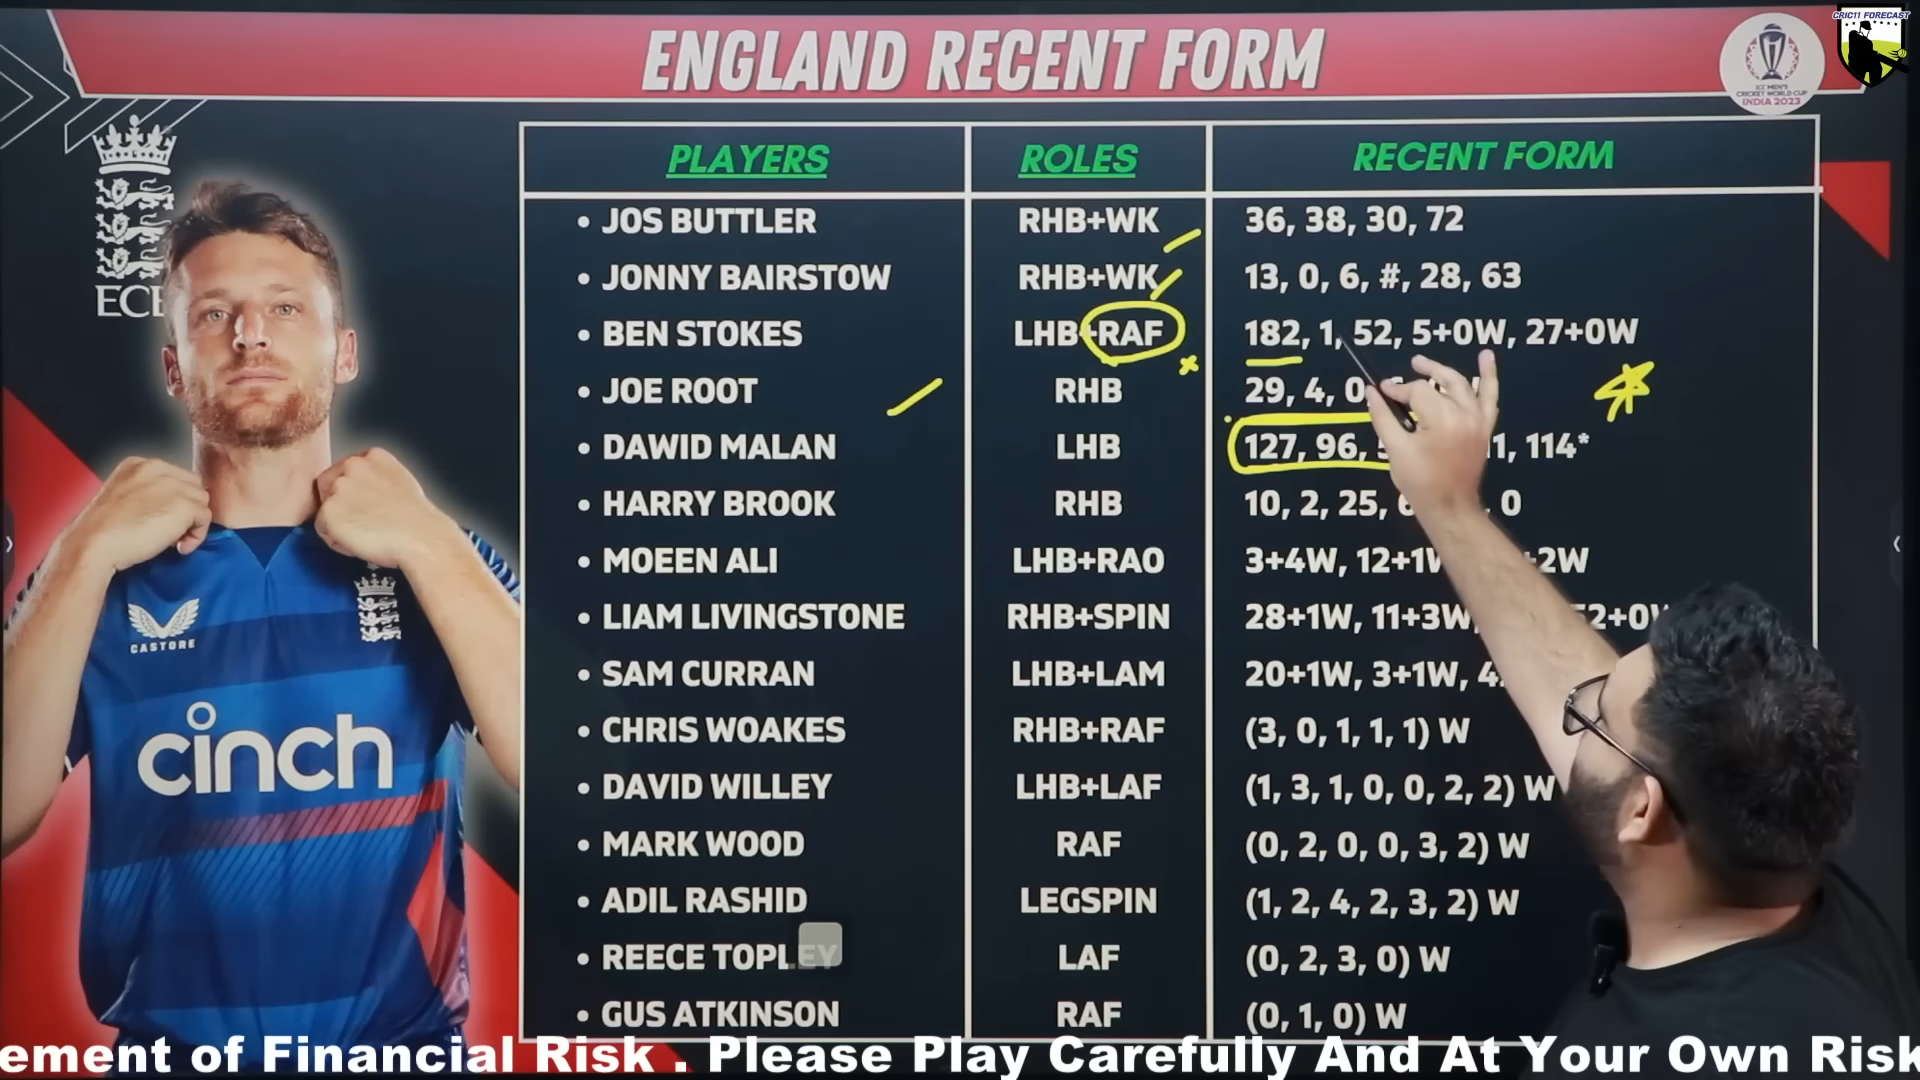 CRIC11 FORECAST
ENGLAND RECENT FORM
ICC MEN'S
CRICKET WORLD CUP
INDIA 2023
PLAYERS ROLES RECENT FORM
• JOS BUTTLER RHB+WK 36, 38, 30, 72
• JONNY BAIRSTOW RHB+WK 13, 0, 6, #, 28, 63
• BEN STOKES LHB+RAF 182, 1, 52, 5+0W, 27+0W
• JOE ROOT RHB 29, 4, 0,
• DAWID MALAN LHB 127, 96, 114*
• HARRY BROOK RHB 10, 2, 25, 0
• MOEEN ALI LHB+RAO 3+4W, 12+1W +2W
• LIAM LIVINGSTONE RHB+SPIN 28+1W, 11+3W,
• SAM CURRAN LHB+LAM 20+1W, 3+1W,
• CHRIS WOAKES RHB+RAF (3, 0, 1, 1, 1) W
• DAVID WILLEY LHB+LAF (1, 3, 1, 0, 0, 2, 2) W
• MARK WOOD RAF (0, 2, 0, 0, 3, 2) W
• ADIL RASHID LEGSPIN (1, 2, 4, 2, 3, 2) W
• REECE TOPLEY LAF (0, 2, 3, 0) W
• GUS ATKINSON RAF (0, 1, 0) W
CASTORE
cinch
ement of Financial Risk . Please Play Carefully And At Your Own Risk